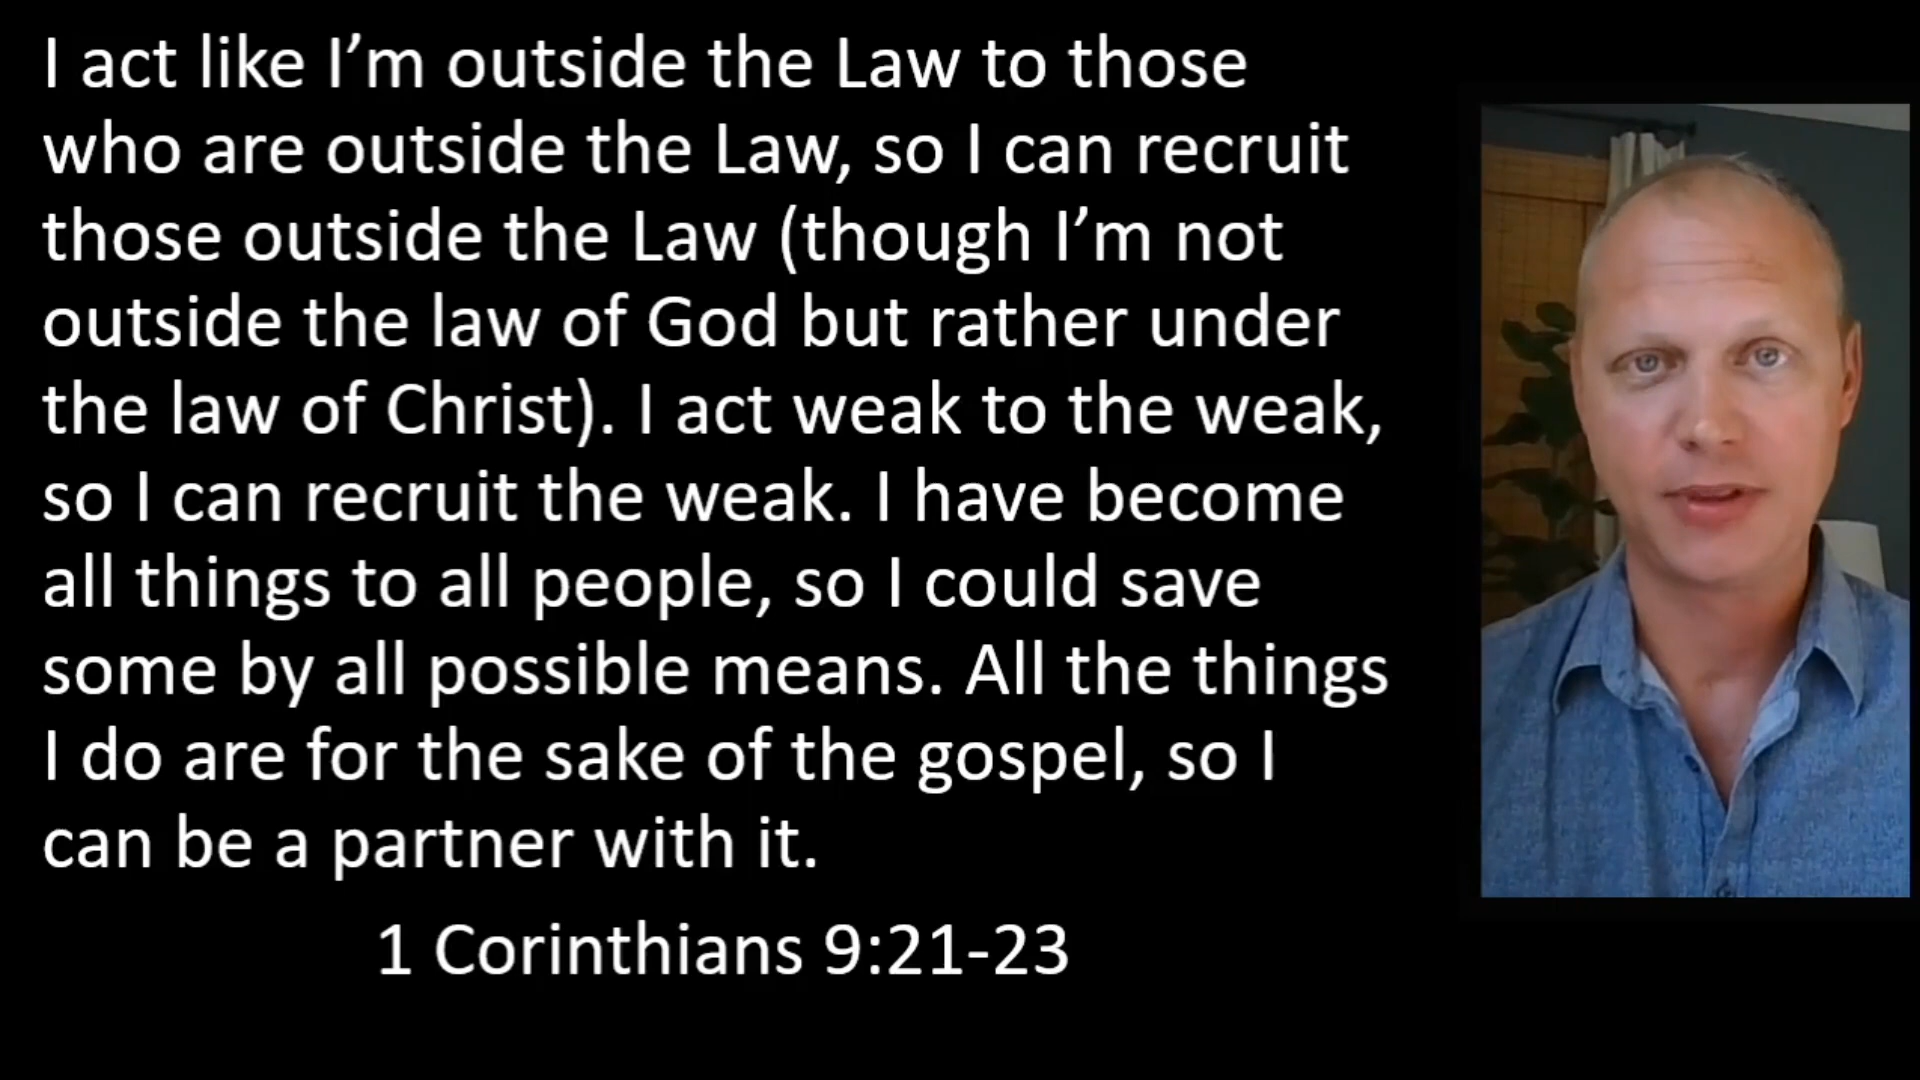 I act like I’m outside the Law to those
who are outside the Law, so I can recruit
those outside the Law (though I’m not
outside the law of God but rather under
the law of Christ). I act weak to the weak,
so I can recruit the weak. I have become
all things to all people, so I could save
some by all possible means. All the things
I do are for the sake of the gospel, so I
can be a partner with it.
1 Corinthians 9:21-23